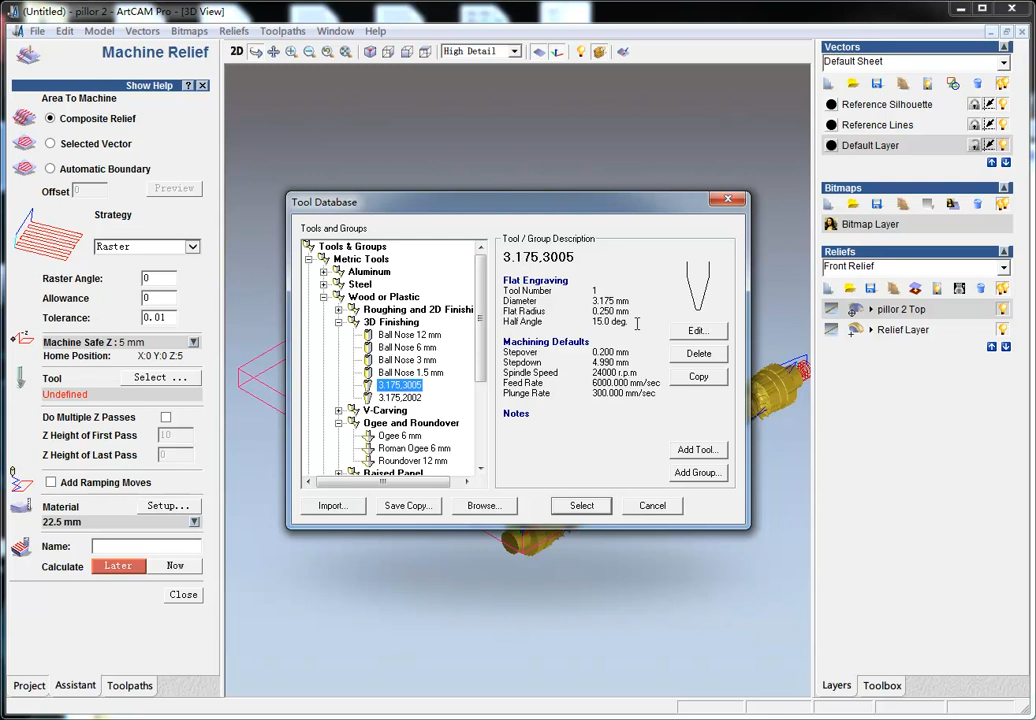 (Untitled) - pillor 2 - ArtCAM Pro - [3D View]
File Edit Models Vectors Bitmaps Reliefs Toolpaths Window Help
Machine Relief
2D High Detail
Show Help ?
Area To Machine
Composite Relief
Selected Vector
Automatic Boundary
Offset 0 Preview
Strategy
Raster
Raster Angle: 0
Allowance 0
Tolerance: 0.01
Machine Safe Z : 5 mm
Home Position: X:0 Y:0 Z:5
Tool Select ...
Undefined
Do Multiple Z Passes
Z Height of First Pass 10
Z Height of Last Pass 0
Add Ramping Moves
Material Setup...
22.5 mm
Name:
Calculate Later Now
Close
Project Assistant Toolpaths
Tool Database
Tools and Groups
Tools & Groups
Metric Tools
Aluminum
Steel
Wood or Plastic
Roughing and 2D Finishi
3D Finishing
Ball Nose 12 mm
Ball Nose 6 mm
Ball Nose 3 mm
Ball Nose 1.5 mm
3.175,3005
3.175,2002
V-Carving
Ogee and Roundover
Ogee 6 mm
Roman Ogee 6 mm
Roundover 12 mm
Raised Panel
Tool / Group Description
3.175,3005
Flat Engraving
Tool Number 1
Diameter 3.175 mm
Flat Radius 0.250 mm
Half Angle 15.0 deg.
Machining Defaults
Stepover 0.200 mm
Stepdown 4.990 mm
Spindle Speed 24000 r.p.m
Feed Rate 6000.000 mm/sec
Plunge Rate 300.000 mm/sec
Notes
Edit...
Delete
Copy
Add Tool...
Add Group...
Import... Save Copy... Browse... Select Cancel
Vectors
Default Sheet
Reference Silhouette
Reference Lines
Default Layer
Bitmaps
Bitmap Layer
Reliefs
Front Relief
pillor 2 Top
Relief Layer
Layers Toolbox